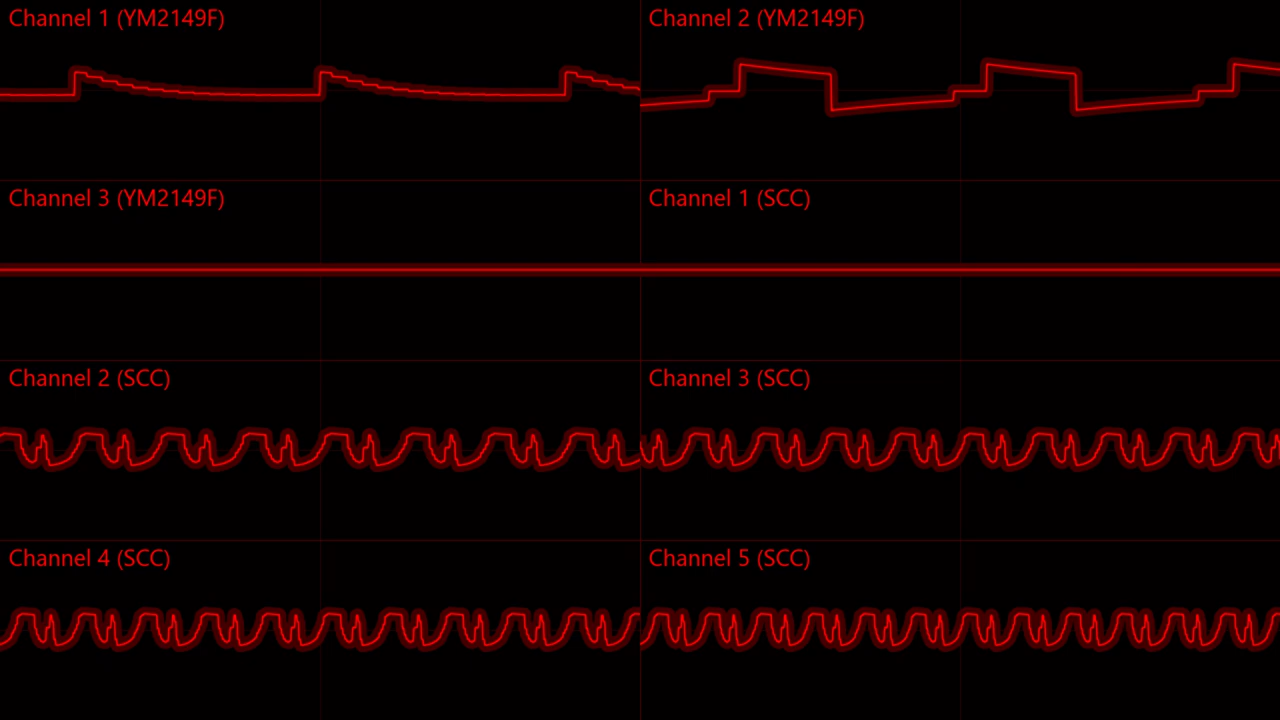 Channel 1 (YM2149F)
Channel 2 (YM2149F)
Channel 3 (YM2149F)
Channel 1 (SCC)
Channel 2 (SCC)
Channel 3 (SCC)
Channel 4 (SCC)
Channel 5 (SCC)